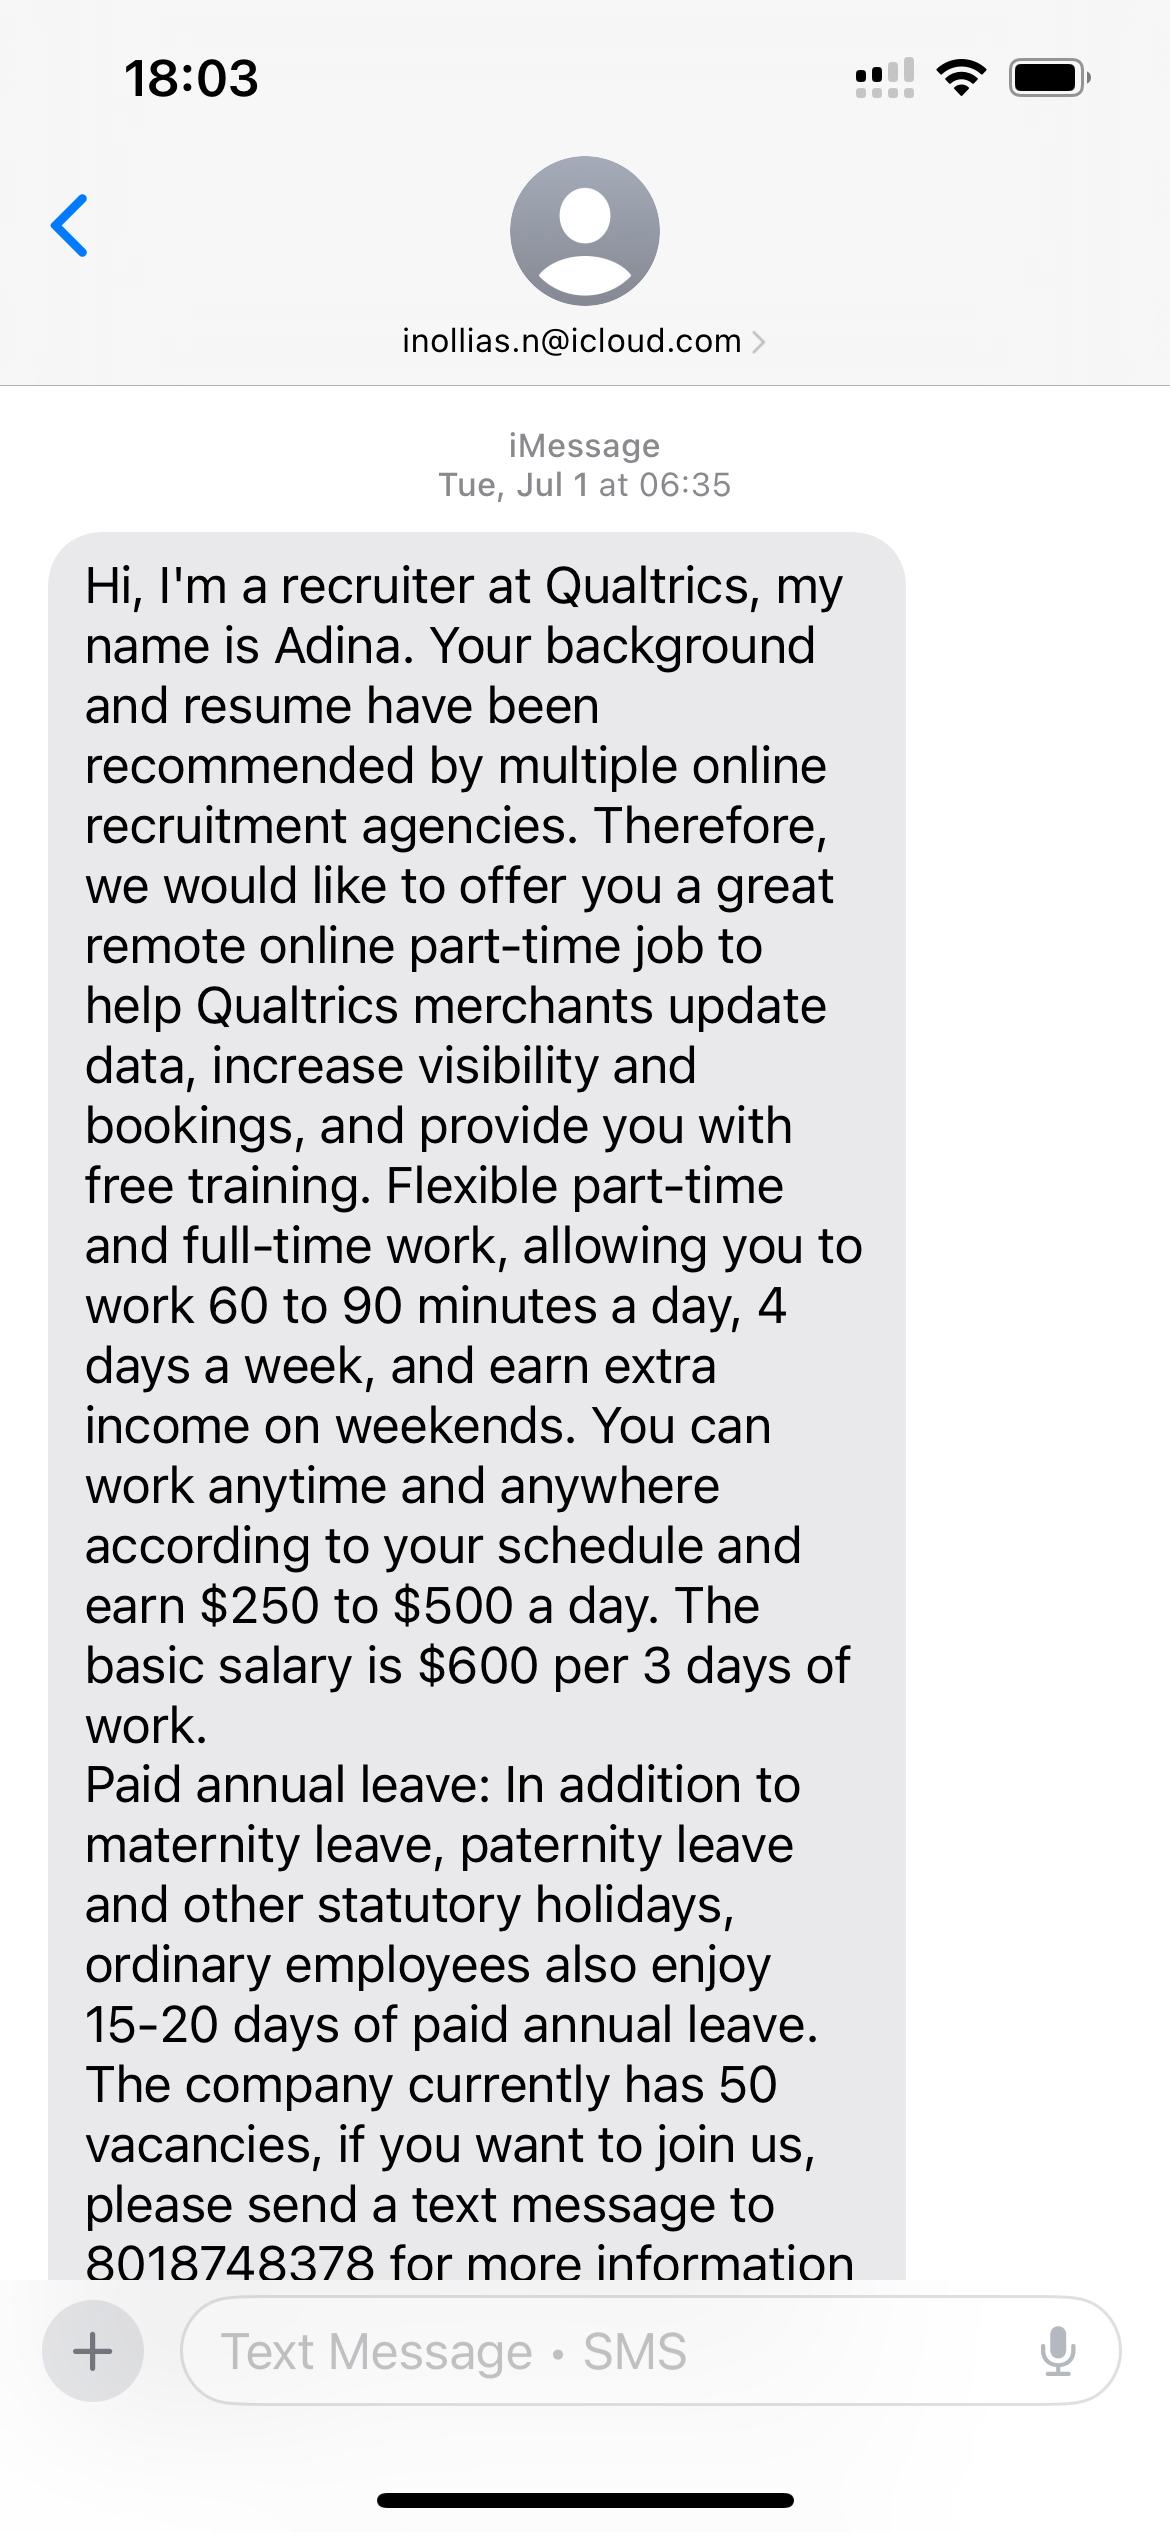 18:03
inollias.n@icloud.com
iMessage
Tue, Jul 1 at 06:35
Hi, I'm a recruiter at Qualtrics, my
name is Adina. Your background
and resume have been
recommended by multiple online
recruitment agencies. Therefore,
we would like to offer you a great
remote online part-time job to
help Qualtrics merchants update
data, increase visibility and
bookings, and provide you with
free training. Flexible part-time
and full-time work, allowing you to
work 60 to 90 minutes a day, 4
days a week, and earn extra
income on weekends. You can
work anytime and anywhere
according to your schedule and
earn $250 to $500 a day. The
basic salary is $600 per 3 days of
work.
Paid annual leave: In addition to
maternity leave, paternity leave
and other statutory holidays,
ordinary employees also enjoy
15-20 days of paid annual leave.
The company currently has 50
vacancies, if you want to join us,
please send a text message to
8018748378 for more information
Text Message • SMS